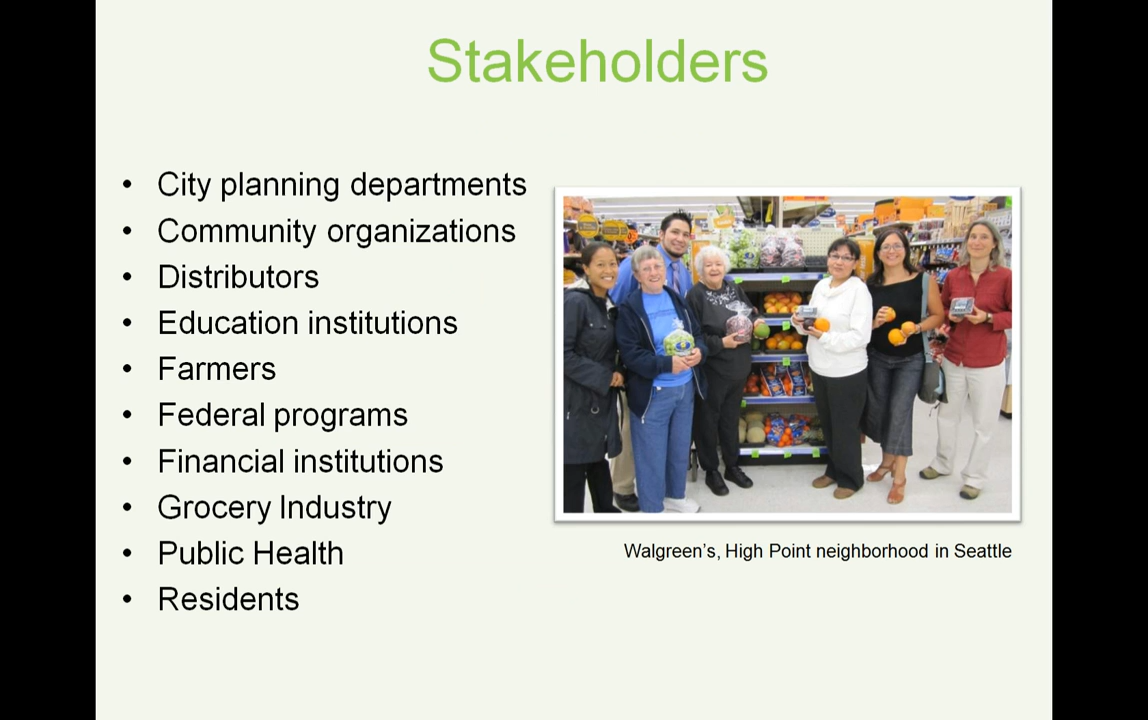 Stakeholders
• City planning departments
• Community organizations
• Distributors
• Education institutions
• Farmers
• Federal programs
• Financial institutions
• Grocery Industry
• Public Health
• Residents
Walgreen's, High Point neighborhood in Seattle